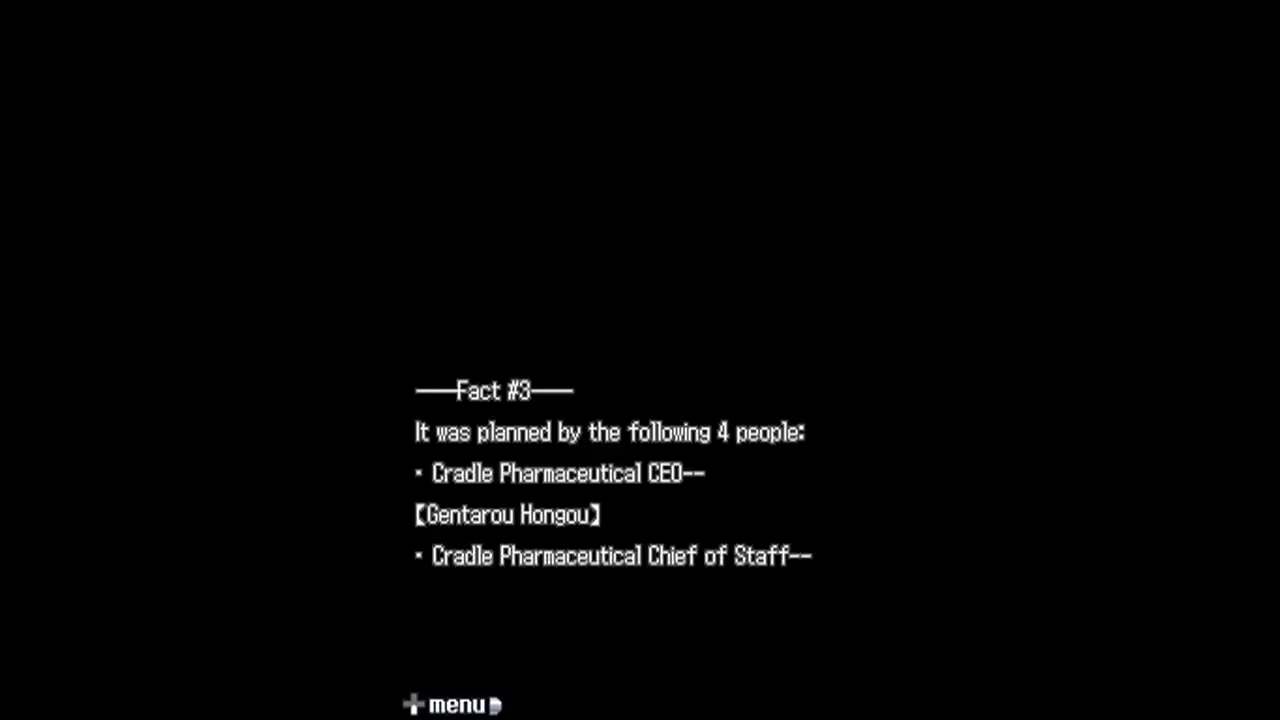 ——Fact #3——
It was planned by the following 4 people:
· Cradle Pharmaceutical CEO--
【Gentarou Hongou】
· Cradle Pharmaceutical Chief of Staff--
menu